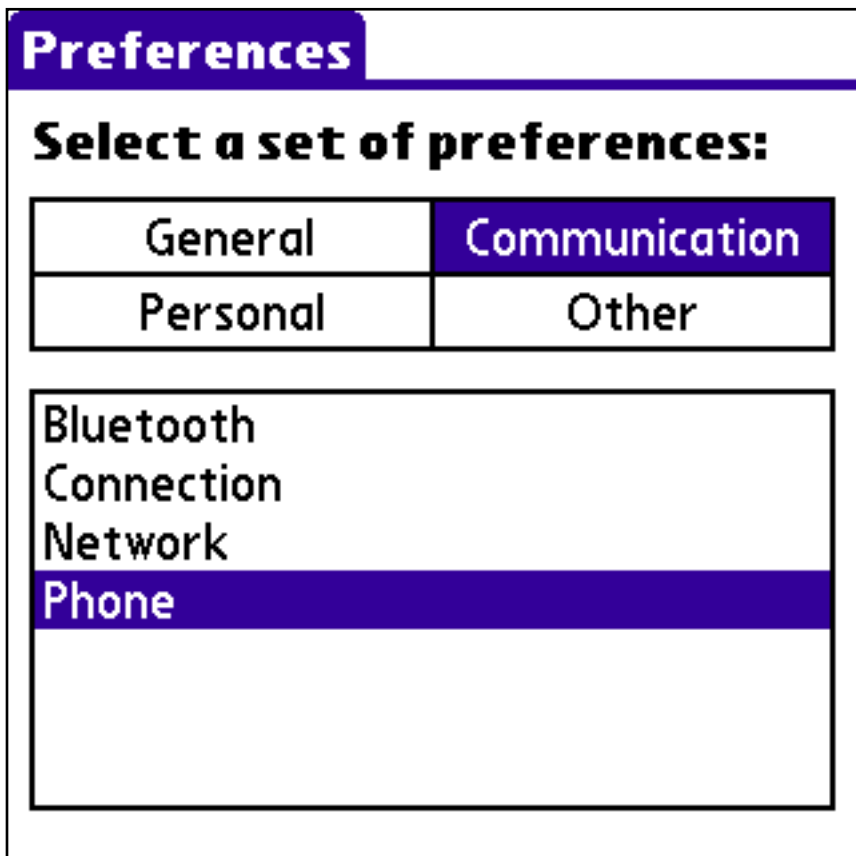 Preferences
Select a set of preferences:
General Communication
Personal Other
Bluetooth
Connection
Network
Phone